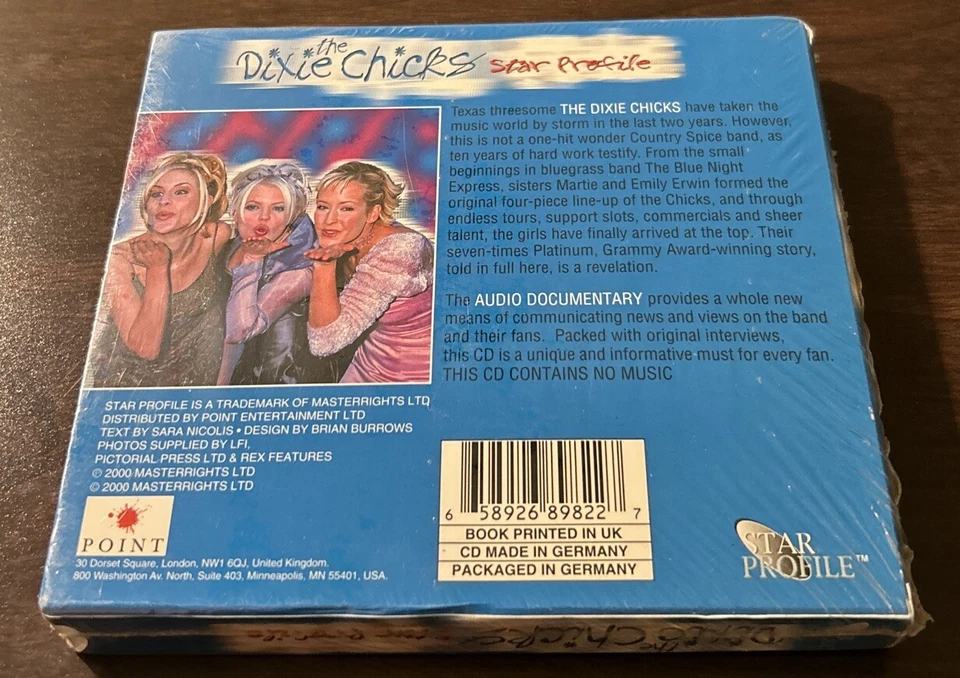 the
Dixie Chicks Star Profile
Texas threesome THE DIXIE CHICKS have taken the
music world by storm in the last two years. However,
this is not a one-hit wonder Country Spice band, as
ten years of hard work testify. From the small
beginnings in bluegrass band The Blue Night
Express, sisters Martie and Emily Erwin formed the
original four-piece line-up of the Chicks, and through
endless tours, support slots, commercials and sheer
talent, the girls have finally arrived at the top. Their
seven-times Platinum, Grammy Award-winning story,
told in full here, is a revelation.
The AUDIO DOCUMENTARY provides a whole new
means of communicating news and views on the band
and their fans. Packed with original interviews,
this CD is a unique and informative must for every fan.
THIS CD CONTAINS NO MUSIC
STAR PROFILE IS A TRADEMARK OF MASTERRIGHTS LTD
DISTRIBUTED BY POINT ENTERTAINMENT LTD
TEXT BY SARA NICOLIS • DESIGN BY BRIAN BURROWS
PHOTOS SUPPLIED BY LFI,
PICTORIAL PRESS LTD & REX FEATURES
℗ 2000 MASTERRIGHTS LTD
© 2000 MASTERRIGHTS LTD
POINT
30 Dorset Square, London, NW1 6QJ, United Kingdom.
800 Washington Av. North, Suite 403, Minneapolis, MN 55401, USA.
6 58926 89822 7
BOOK PRINTED IN UK
CD MADE IN GERMANY
PACKAGED IN GERMANY
STAR
PROFILE™
Star Profile the Dixie Chicks Star Profile the Dixie Chicks